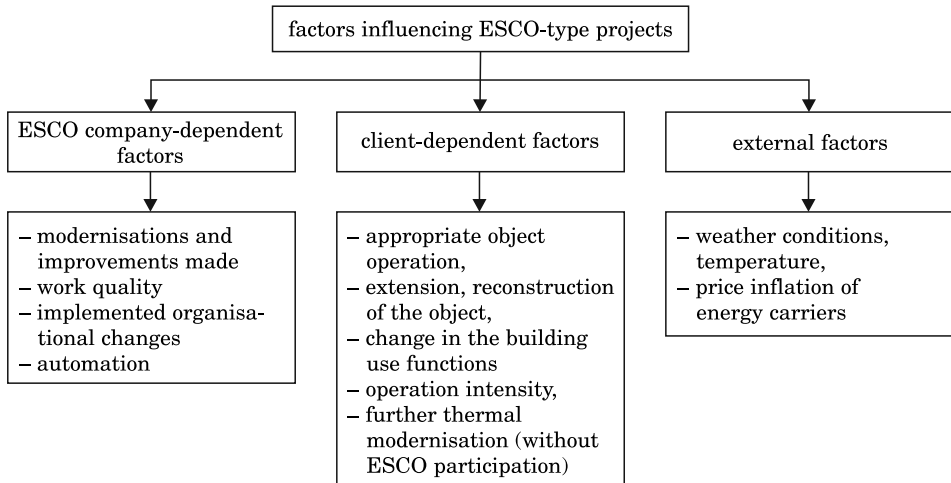 factors influencing ESCO-type projects
ESCO company-dependent
factors
client-dependent factors
external factors
– modernisations and
improvements made
– work quality
– implemented organisa-
tional changes
– automation
– appropriate object
operation,
– extension, reconstruction
of the object,
– change in the building
use functions
– operation intensity,
– further thermal
modernisation (without
ESCO participation)
– weather conditions,
temperature,
– price inflation of
energy carriers